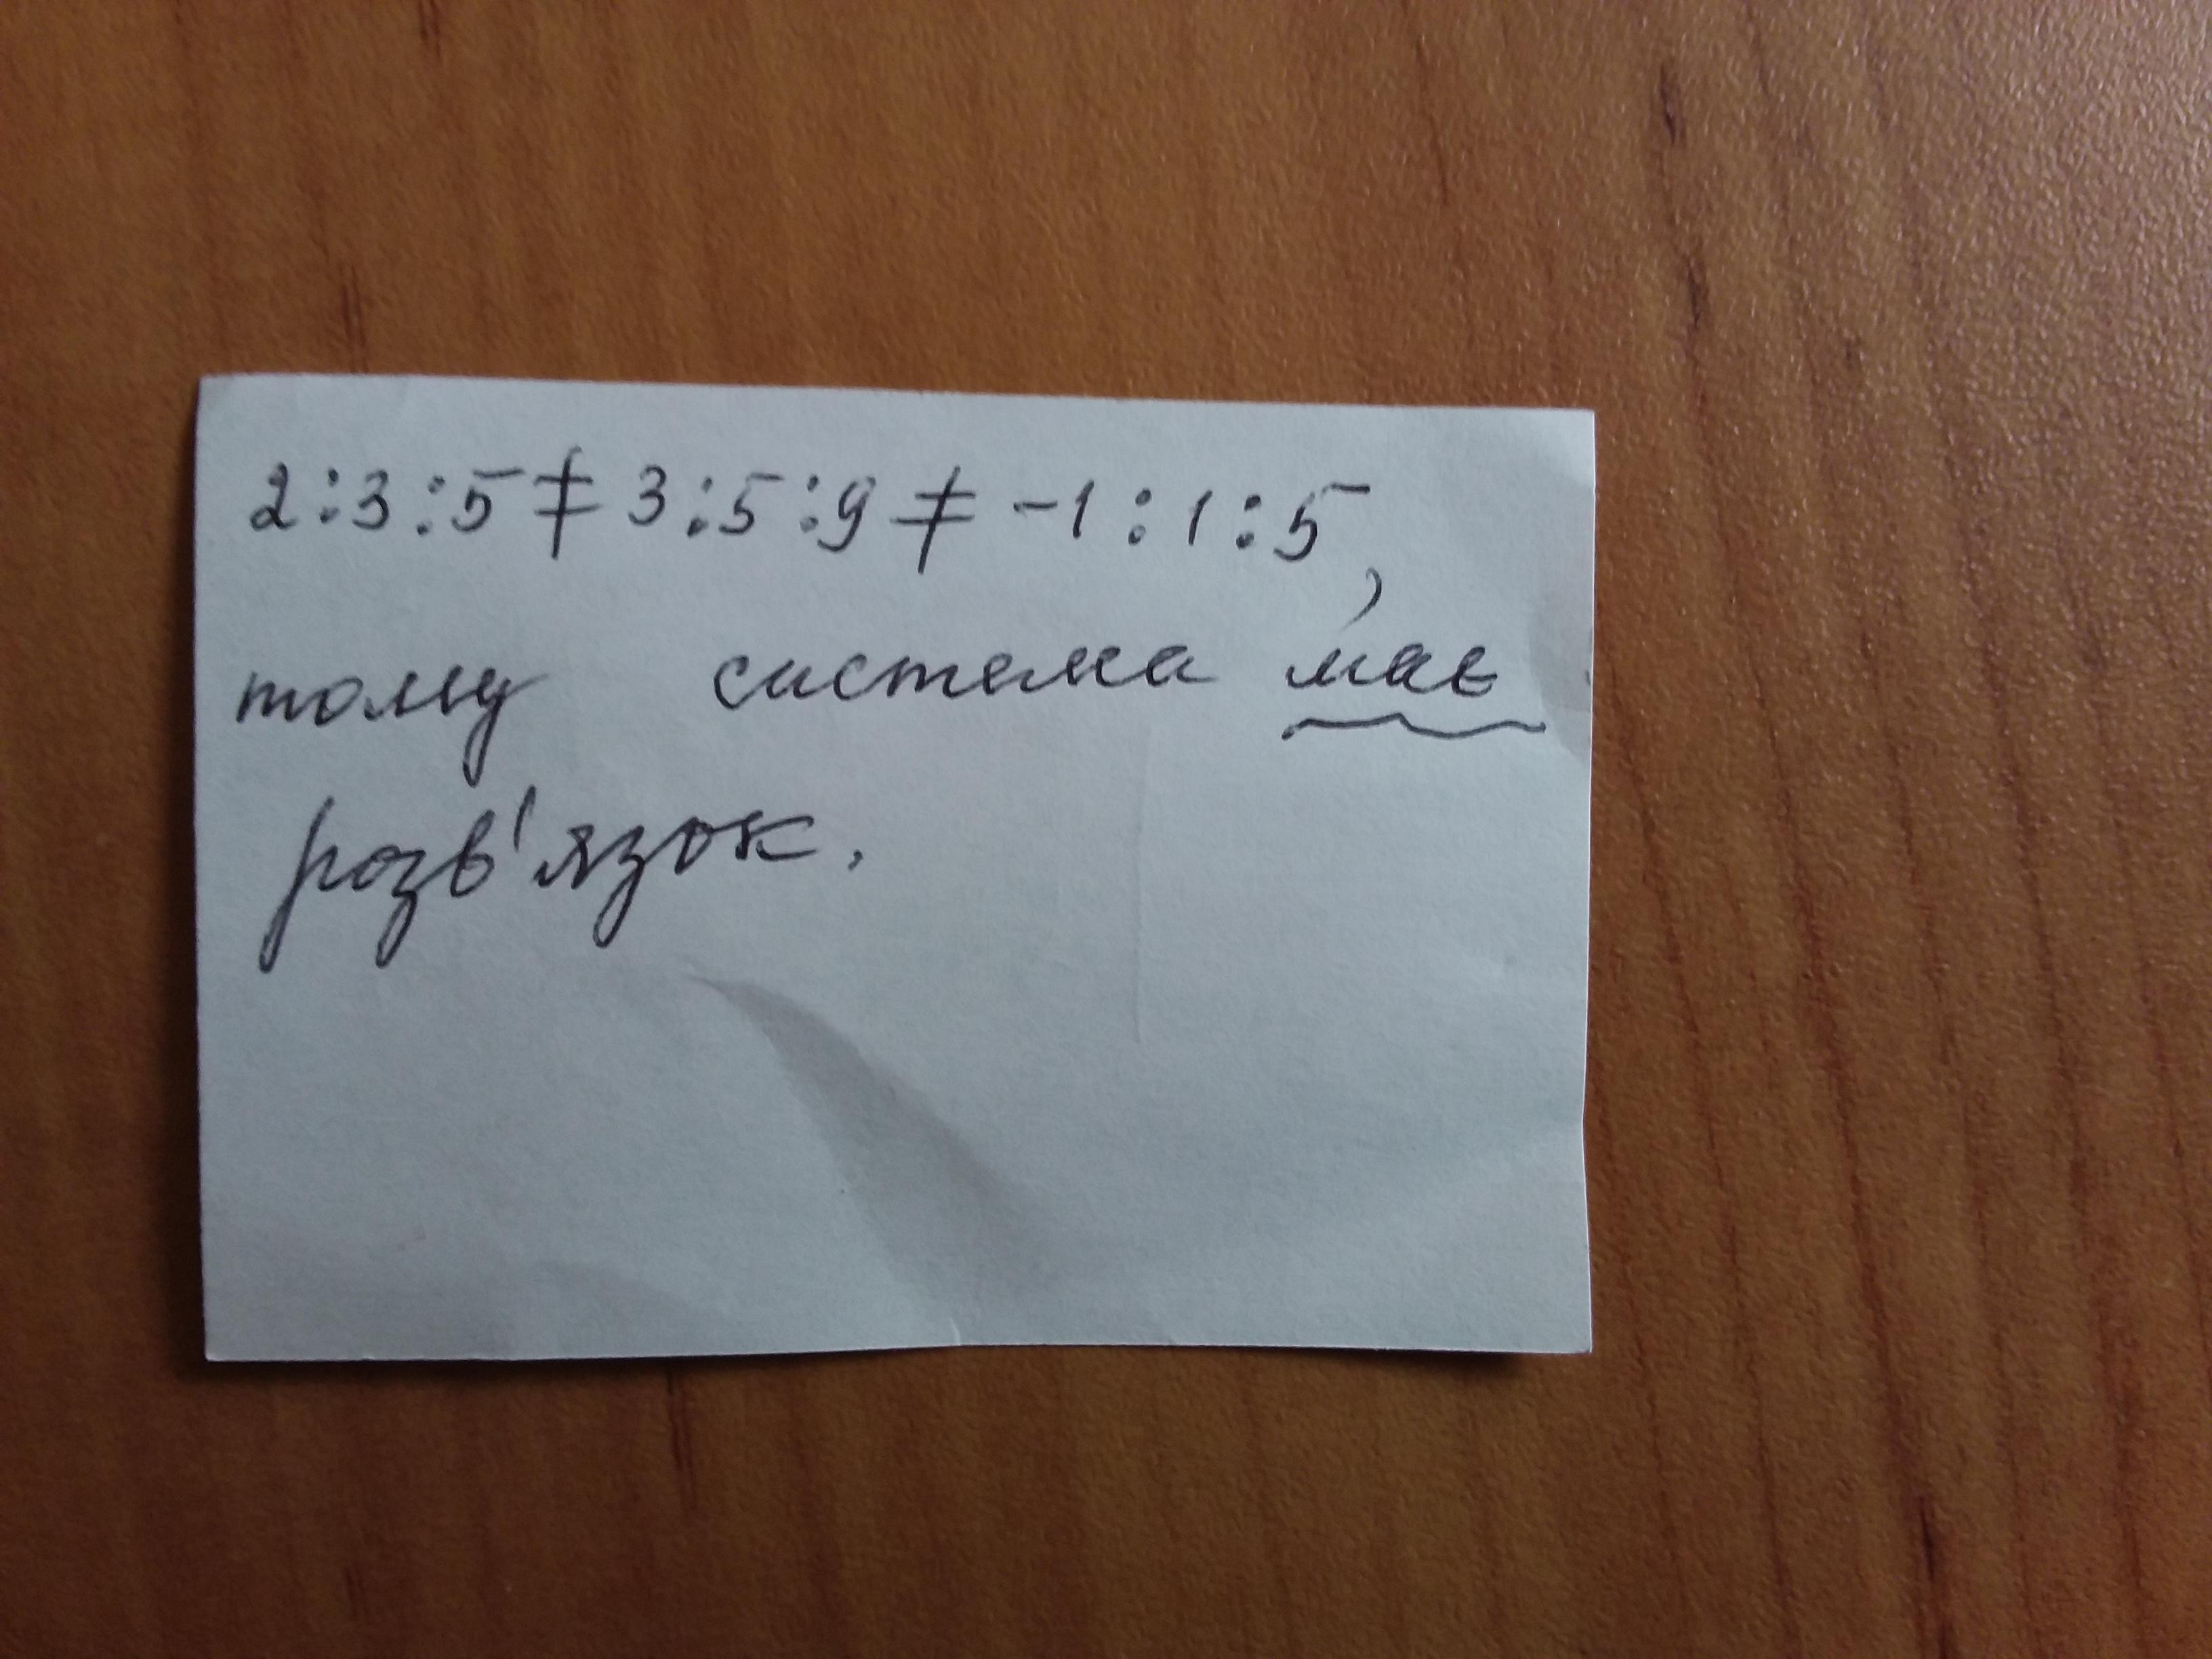 2:3:5 ≠ 3:5:9 ≠ -1:1:5,
тому система має
розв'язок.